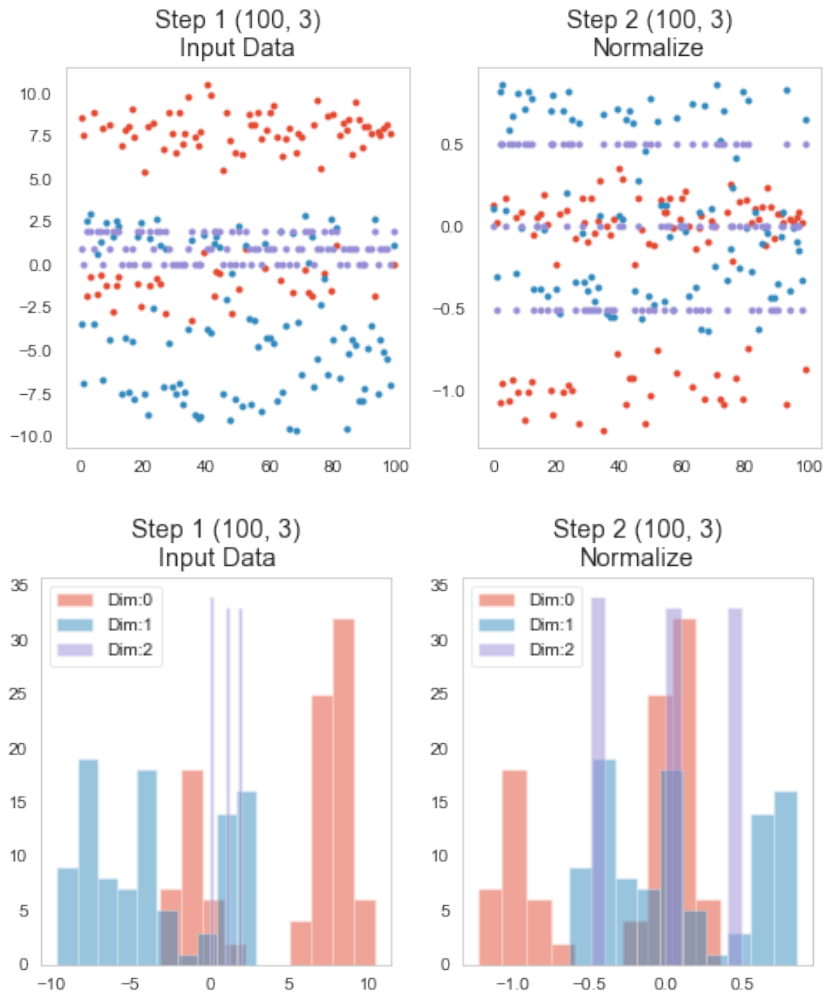 Step 1 (100, 3)
Input Data
Step 2 (100, 3)
Normalize
10.0
7.5
5.0
2.5
0.0
−2.5
−5.0
−7.5
−10.0
0 20 40 60 80 100
0.5
0.0
−0.5
−1.0
0 20 40 60 80 100
Step 1 (100, 3)
Input Data
Step 2 (100, 3)
Normalize
35
30
25
20
15
10
5
0
Dim:0
Dim:1
Dim:2
−10 −5 0 5 10
35
30
25
20
15
10
5
0
Dim:0
Dim:1
Dim:2
−1.0 −0.5 0.0 0.5